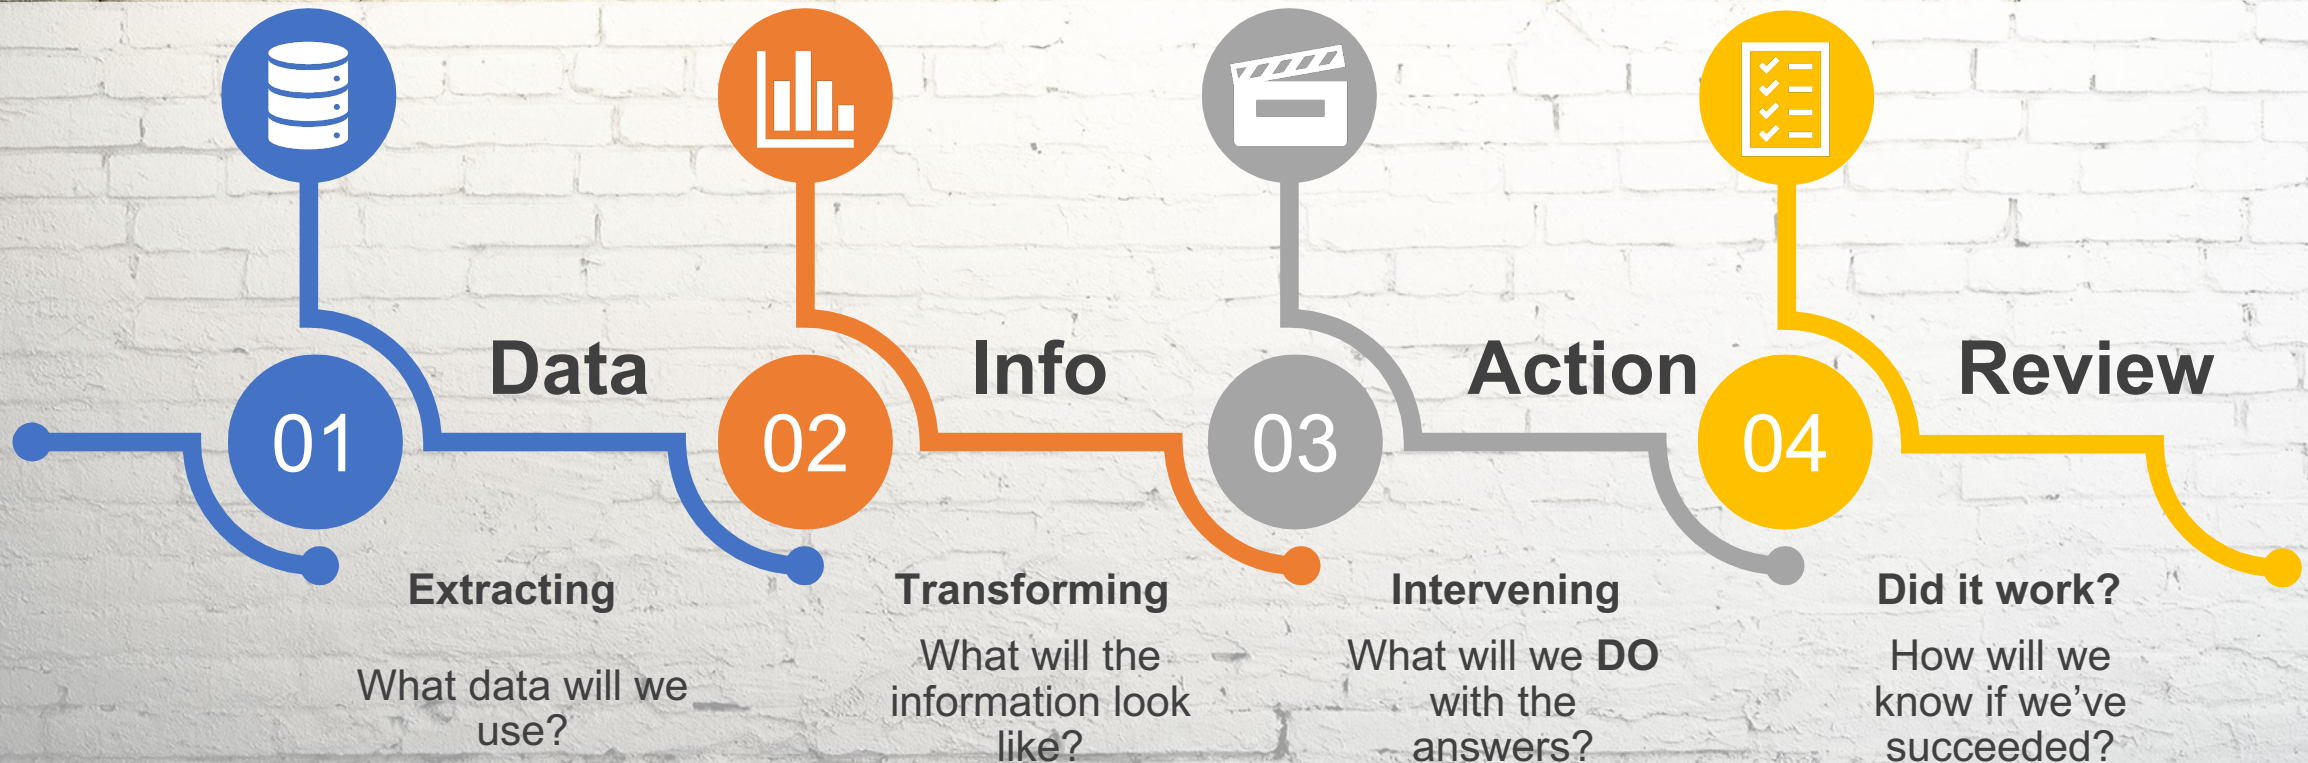 01
Data
Extracting
What data will we
use?
02
Info
Transforming
What will the
information look
like?
03
Action
Intervening
What will we DO
with the
answers?
04
Review
Did it work?
How will we
know if we’ve
succeeded?